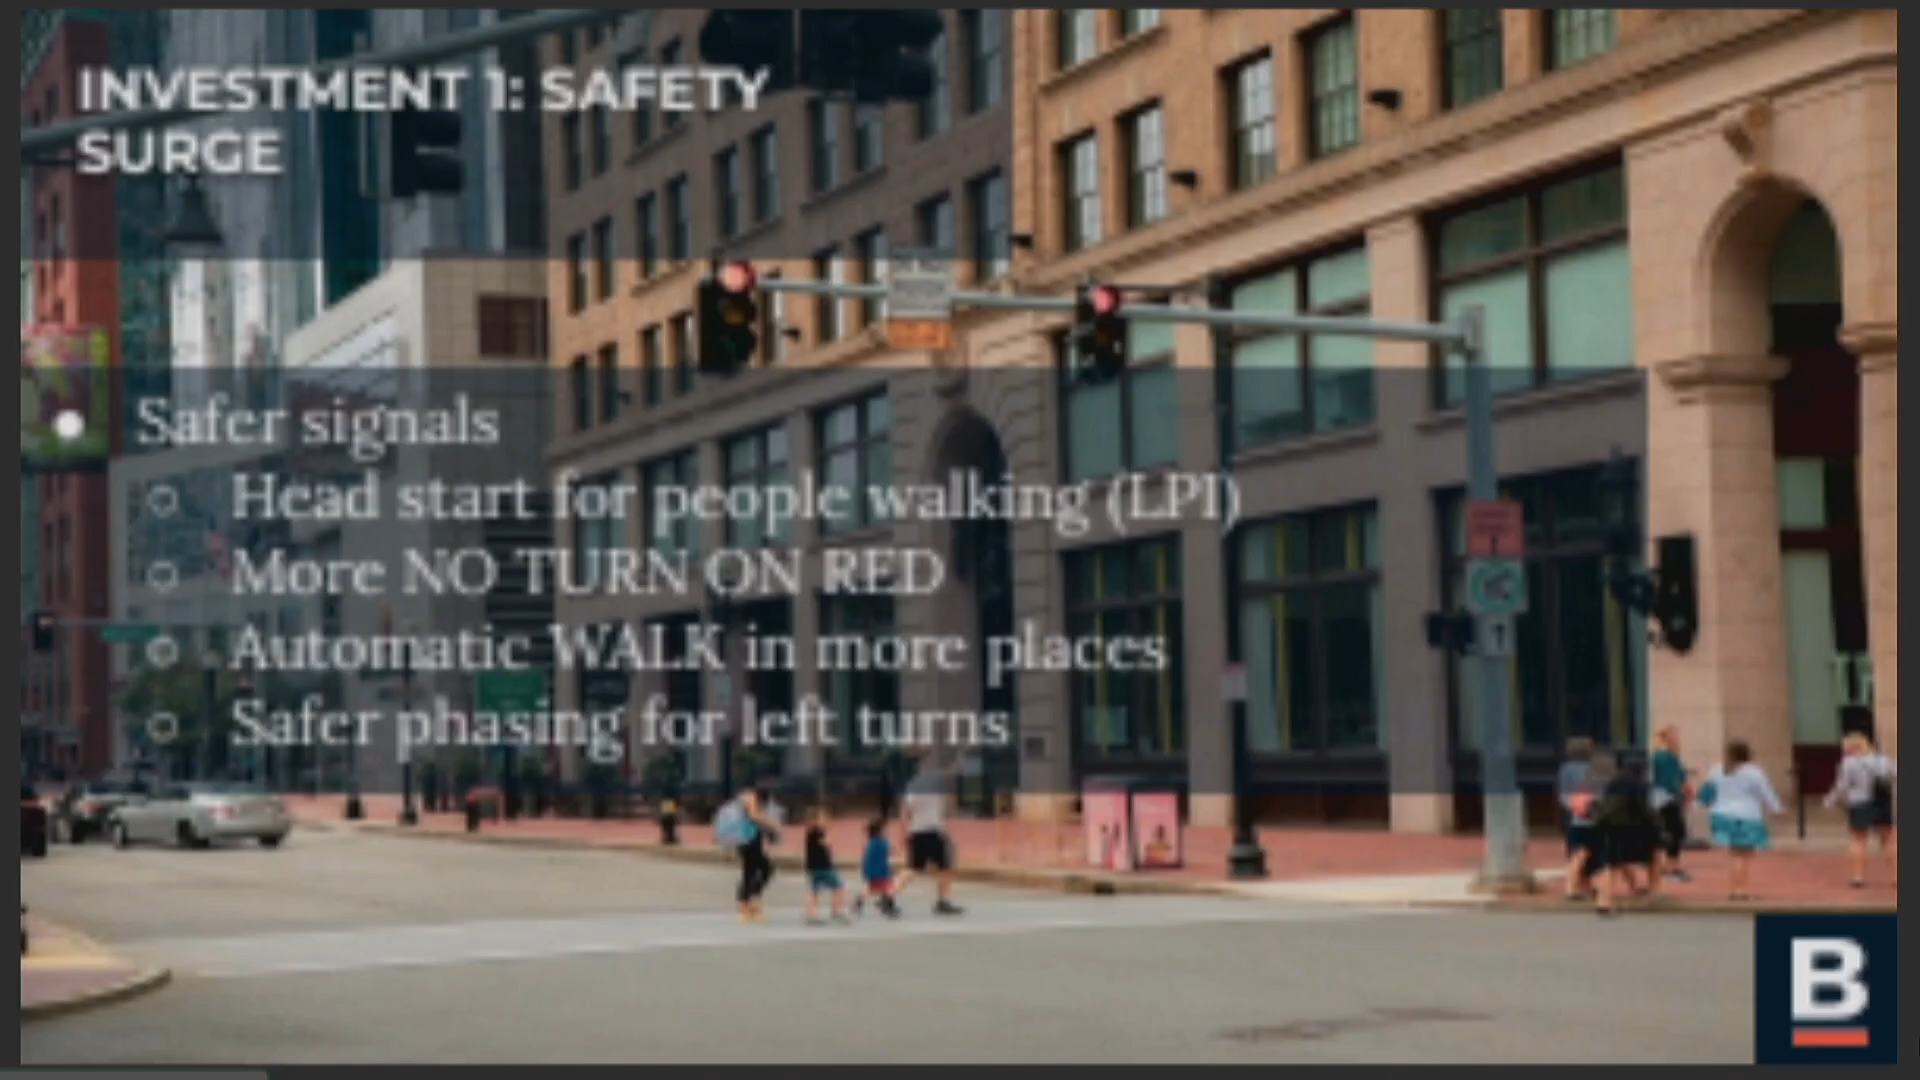 INVESTMENT 1: SAFETY
SURGE
Safer signals
Head start for people walking (LPI)
More NO TURN ON RED
Automatic WALK in more places
Safer phasing for left turns
B